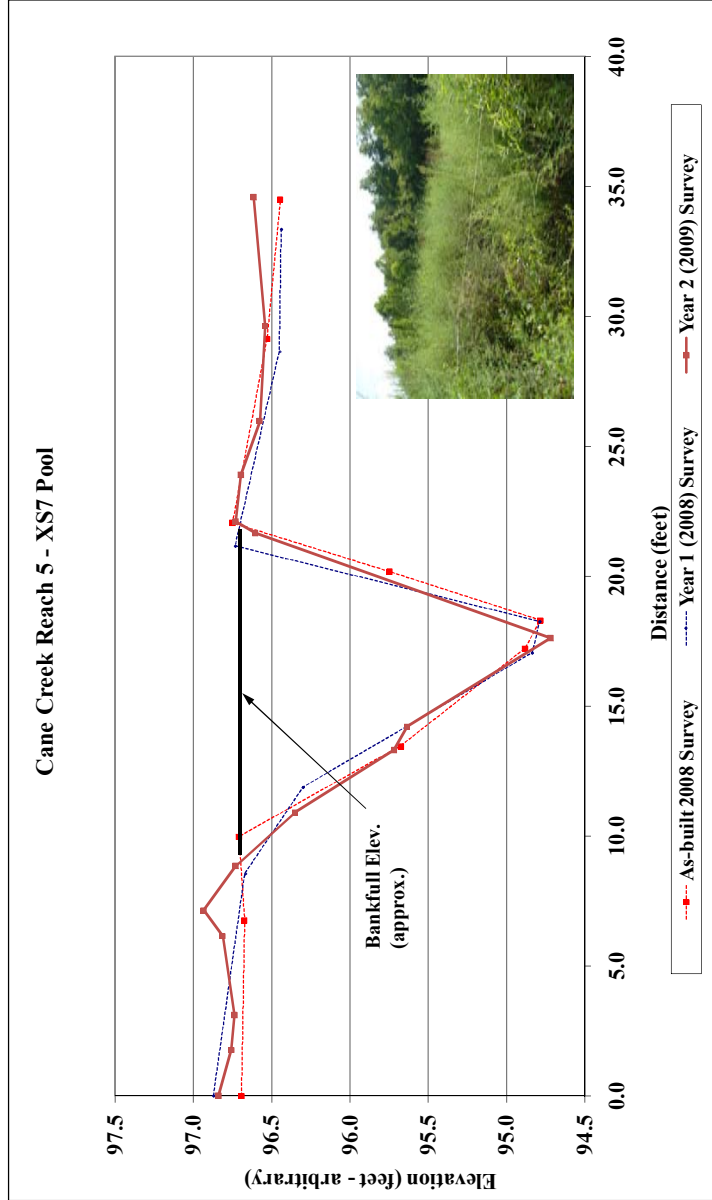 Cane Creek Reach 5 - XS7 Pool
97.5
97.0
96.5
96.0
95.5
95.0
94.5
Elevation (feet - arbitrary)
Bankfull Elev.
(approx.)
0.0 5.0 10.0 15.0 20.0 25.0 30.0 35.0 40.0
Distance (feet)
As-built 2008 Survey Year 1 (2008) Survey Year 2 (2009) Survey